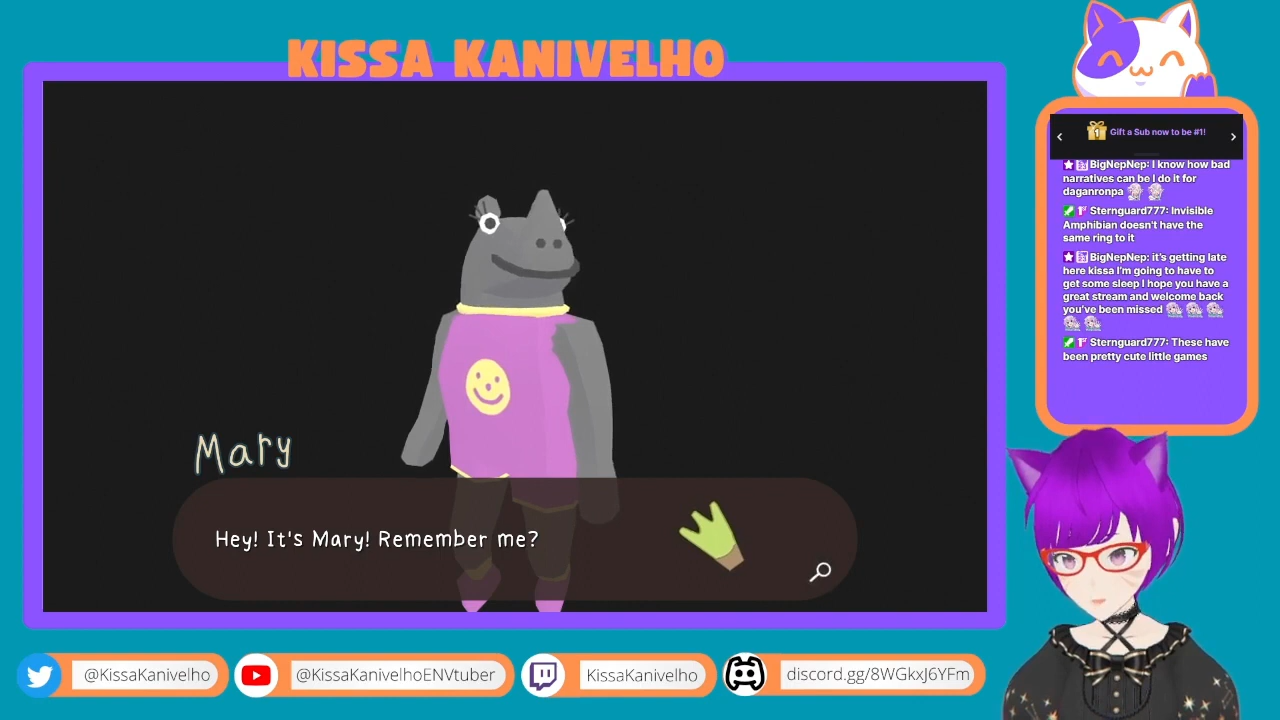 KISSA KANIVELHO
Gift a Sub now to be #1!
BigNepNep: I know how bad
narratives can be I do it for
daganronpa
Sternguard777: Invisible
Amphibian doesn't have the
same ring to it
BigNepNep: it's getting late
here kissa I'm going to have to
get some sleep I hope you have a
great stream and welcome back
you've been missed
Sternguard777: These have
been pretty cute little games
Mary
Hey! It's Mary! Remember me?
@KissaKanivelho
@KissaKanivelhoENVtuber
KissaKanivelho
discord.gg/8WGkxJ6YFm